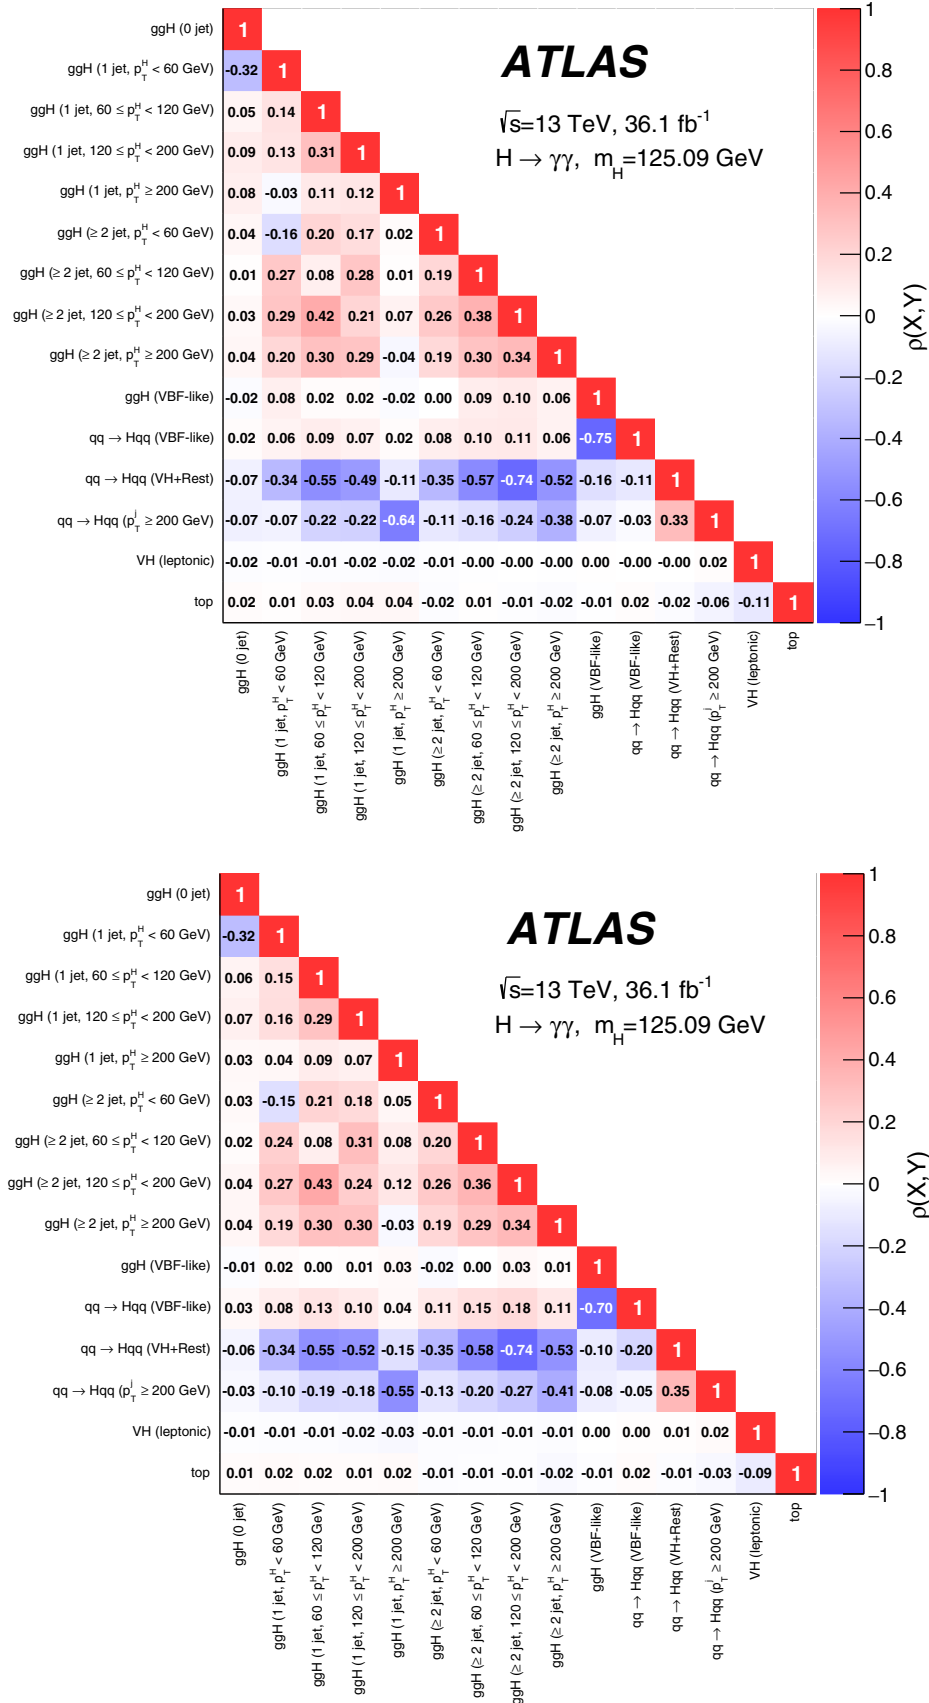 ggH (0 jet) 1
ggH (1 jet, p_T^H < 60 GeV) -0.32 1
ggH (1 jet, 60 ≤ p_T^H < 120 GeV) 0.05 0.14 1
ggH (1 jet, 120 ≤ p_T^H < 200 GeV) 0.09 0.13 0.31 1
ggH (1 jet, p_T^H ≥ 200 GeV) 0.08 -0.03 0.11 0.12 1
ggH (≥ 2 jet, p_T^H < 60 GeV) 0.04 -0.16 0.20 0.17 0.02 1
ggH (≥ 2 jet, 60 ≤ p_T^H < 120 GeV) 0.01 0.27 0.08 0.28 0.01 0.19 1
ggH (≥ 2 jet, 120 ≤ p_T^H < 200 GeV) 0.03 0.29 0.42 0.21 0.07 0.26 0.38 1
ggH (≥ 2 jet, p_T^H ≥ 200 GeV) 0.04 0.20 0.30 0.29 -0.04 0.19 0.30 0.34 1
ggH (VBF-like) -0.02 0.08 0.02 0.02 -0.02 0.00 0.09 0.10 0.06 1
qq → Hqq (VBF-like) 0.02 0.06 0.09 0.07 0.02 0.08 0.10 0.11 0.06 -0.75 1
qq → Hqq (VH+Rest) -0.07 -0.34 -0.55 -0.49 -0.11 -0.35 -0.57 -0.74 -0.52 -0.16 -0.11 1
qq → Hqq (p_T^j ≥ 200 GeV) -0.07 -0.07 -0.22 -0.22 -0.64 -0.11 -0.16 -0.24 -0.38 -0.07 -0.03 0.33 1
VH (leptonic) -0.02 -0.01 -0.01 -0.02 -0.02 -0.01 -0.00 -0.00 -0.00 0.00 -0.00 -0.00 0.02 1
top 0.02 0.01 0.03 0.04 0.04 -0.02 0.01 -0.01 -0.02 -0.01 0.02 -0.02 -0.06 -0.11 1
ATLAS
√s=13 TeV, 36.1 fb⁻¹
H → γγ, m_H=125.09 GeV
1
0.8
0.6
0.4
0.2
0
−0.2
−0.4
−0.6
−0.8
−1
ρ(X,Y)
ggH (0 jet)
ggH (1 jet, p_T^H < 60 GeV)
ggH (1 jet, 60 ≤ p_T^H < 120 GeV)
ggH (1 jet, 120 ≤ p_T^H < 200 GeV)
ggH (1 jet, p_T^H ≥ 200 GeV)
ggH (≥ 2 jet, p_T^H < 60 GeV)
ggH (≥ 2 jet, 60 ≤ p_T^H < 120 GeV)
ggH (≥ 2 jet, 120 ≤ p_T^H < 200 GeV)
ggH (≥ 2 jet, p_T^H ≥ 200 GeV)
ggH (VBF-like)
qq → Hqq (VBF-like)
qq → Hqq (VH+Rest)
qq → Hqq (p_T^j ≥ 200 GeV)
VH (leptonic)
top
ggH (0 jet) 1
ggH (1 jet, p_T^H < 60 GeV) -0.32 1
ggH (1 jet, 60 ≤ p_T^H < 120 GeV) 0.06 0.15 1
ggH (1 jet, 120 ≤ p_T^H < 200 GeV) 0.07 0.16 0.29 1
ggH (1 jet, p_T^H ≥ 200 GeV) 0.03 0.04 0.09 0.07 1
ggH (≥ 2 jet, p_T^H < 60 GeV) 0.03 -0.15 0.21 0.18 0.05 1
ggH (≥ 2 jet, 60 ≤ p_T^H < 120 GeV) 0.02 0.24 0.08 0.31 0.08 0.20 1
ggH (≥ 2 jet, 120 ≤ p_T^H < 200 GeV) 0.04 0.27 0.43 0.24 0.12 0.26 0.36 1
ggH (≥ 2 jet, p_T^H ≥ 200 GeV) 0.04 0.19 0.30 0.30 -0.03 0.19 0.29 0.34 1
ggH (VBF-like) -0.01 0.02 0.00 0.01 0.03 -0.02 0.00 0.03 0.01 1
qq → Hqq (VBF-like) 0.03 0.08 0.13 0.10 0.04 0.11 0.15 0.18 0.11 -0.70 1
qq → Hqq (VH+Rest) -0.06 -0.34 -0.55 -0.52 -0.15 -0.35 -0.58 -0.74 -0.53 -0.10 -0.20 1
qq → Hqq (p_T^j ≥ 200 GeV) -0.03 -0.10 -0.19 -0.18 -0.55 -0.13 -0.20 -0.27 -0.41 -0.08 -0.05 0.35 1
VH (leptonic) -0.01 -0.01 -0.01 -0.02 -0.03 -0.01 -0.01 -0.01 -0.01 0.00 0.00 0.01 0.02 1
top 0.01 0.02 0.02 0.01 0.02 -0.01 -0.01 -0.01 -0.02 -0.01 0.02 -0.01 -0.03 -0.09 1
ATLAS
√s=13 TeV, 36.1 fb⁻¹
H → γγ, m_H=125.09 GeV
1
0.8
0.6
0.4
0.2
0
−0.2
−0.4
−0.6
−0.8
−1
ρ(X,Y)
ggH (0 jet)
ggH (1 jet, p_T^H < 60 GeV)
ggH (1 jet, 60 ≤ p_T^H < 120 GeV)
ggH (1 jet, 120 ≤ p_T^H < 200 GeV)
ggH (1 jet, p_T^H ≥ 200 GeV)
ggH (≥ 2 jet, p_T^H < 60 GeV)
ggH (≥ 2 jet, 60 ≤ p_T^H < 120 GeV)
ggH (≥ 2 jet, 120 ≤ p_T^H < 200 GeV)
ggH (≥ 2 jet, p_T^H ≥ 200 GeV)
ggH (VBF-like)
qq → Hqq (VBF-like)
qq → Hqq (VH+Rest)
qq → Hqq (p_T^j ≥ 200 GeV)
VH (leptonic)
top